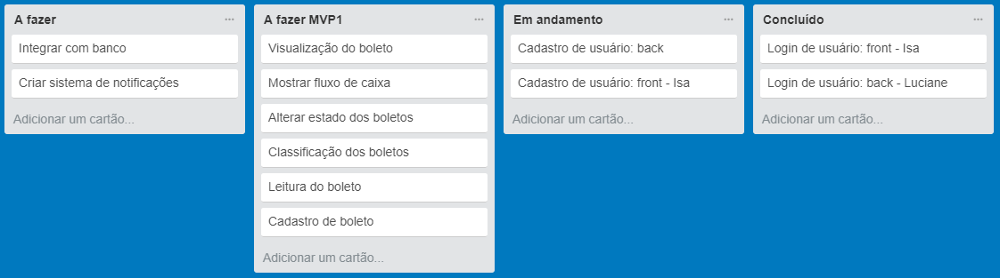 A fazer
Integrar com banco
Criar sistema de notificações
Adicionar um cartão...
A fazer MVP1
Visualização do boleto
Mostrar fluxo de caixa
Alterar estado dos boletos
Classificação dos boletos
Leitura do boleto
Cadastro de boleto
Adicionar um cartão...
Em andamento
Cadastro de usuário: back
Cadastro de usuário: front - Isa
Adicionar um cartão...
Concluído
Login de usuário: front - Isa
Login de usuário: back - Luciane
Adicionar um cartão...